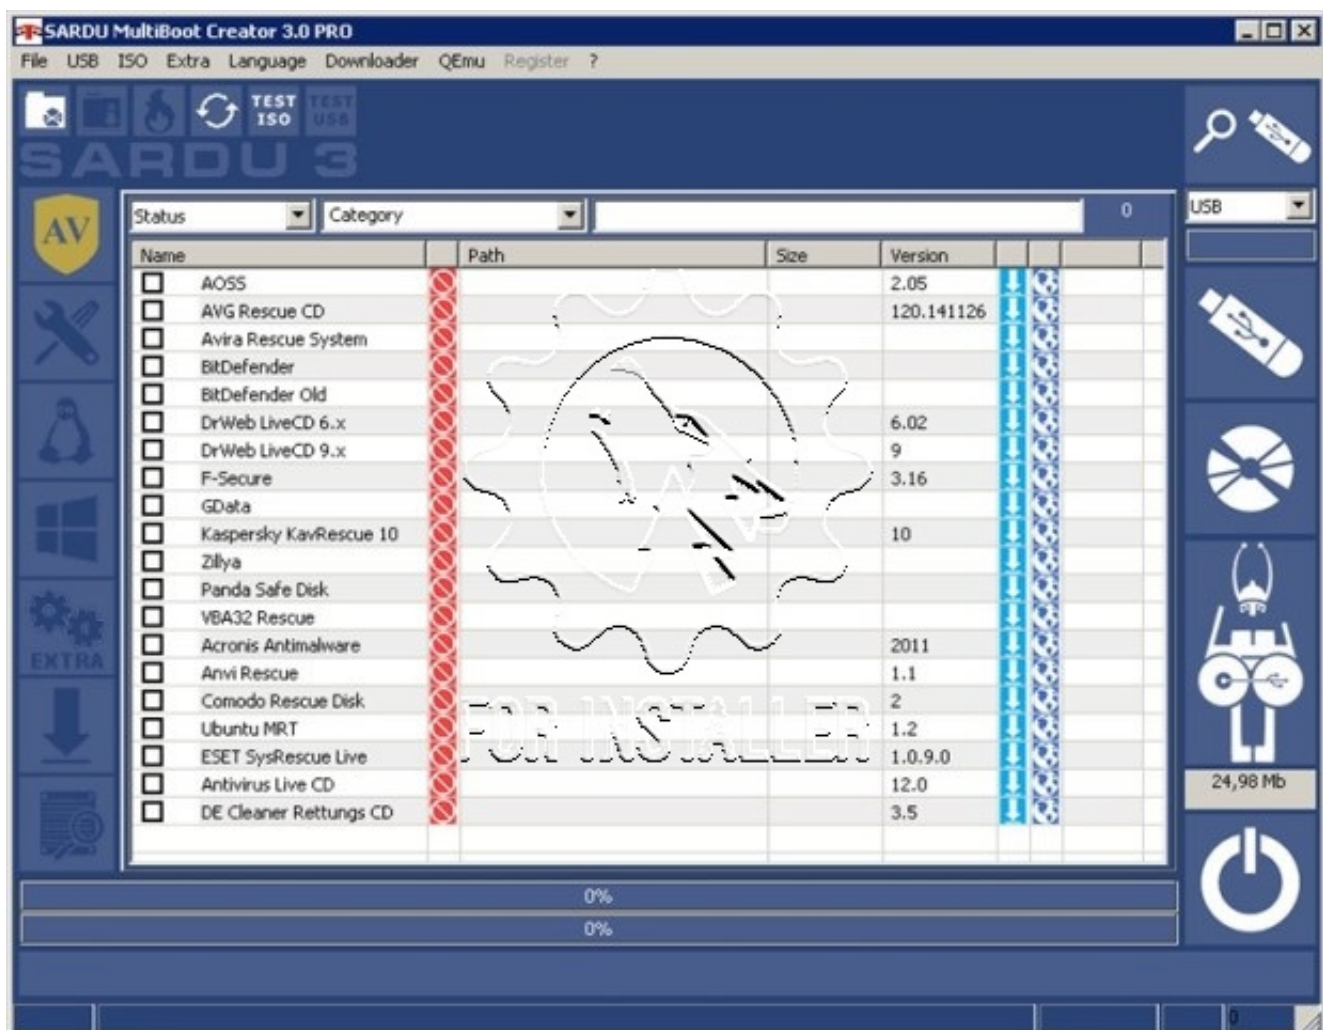 SARDU MultiBoot Creator 3.0 PRO
File USB ISO Extra Language Downloader QEmu Register ?
TEST ISO TEST USB
SARDU 3
AV
EXTRA
Status Category 0
USB
Name Path Size Version
AOSS 2.05
AVG Rescue CD 120.141126
Avira Rescue System
BitDefender
BitDefender Old
DrWeb LiveCD 6.x 6.02
DrWeb LiveCD 9.x 9
F-Secure 3.16
GData
Kaspersky KavRescue 10 10
Zillya
Panda Safe Disk
VBA32 Rescue
Acronis Antimalware 2011
Anvi Rescue 1.1
Comodo Rescue Disk 2
Ubuntu MRT 1.2
ESET SysRescue Live 1.0.9.0
Antivirus Live CD 12.0
DE Cleaner Rettungs CD 3.5
FOR INSTALLER
24,98 Mb
0%
0%
0